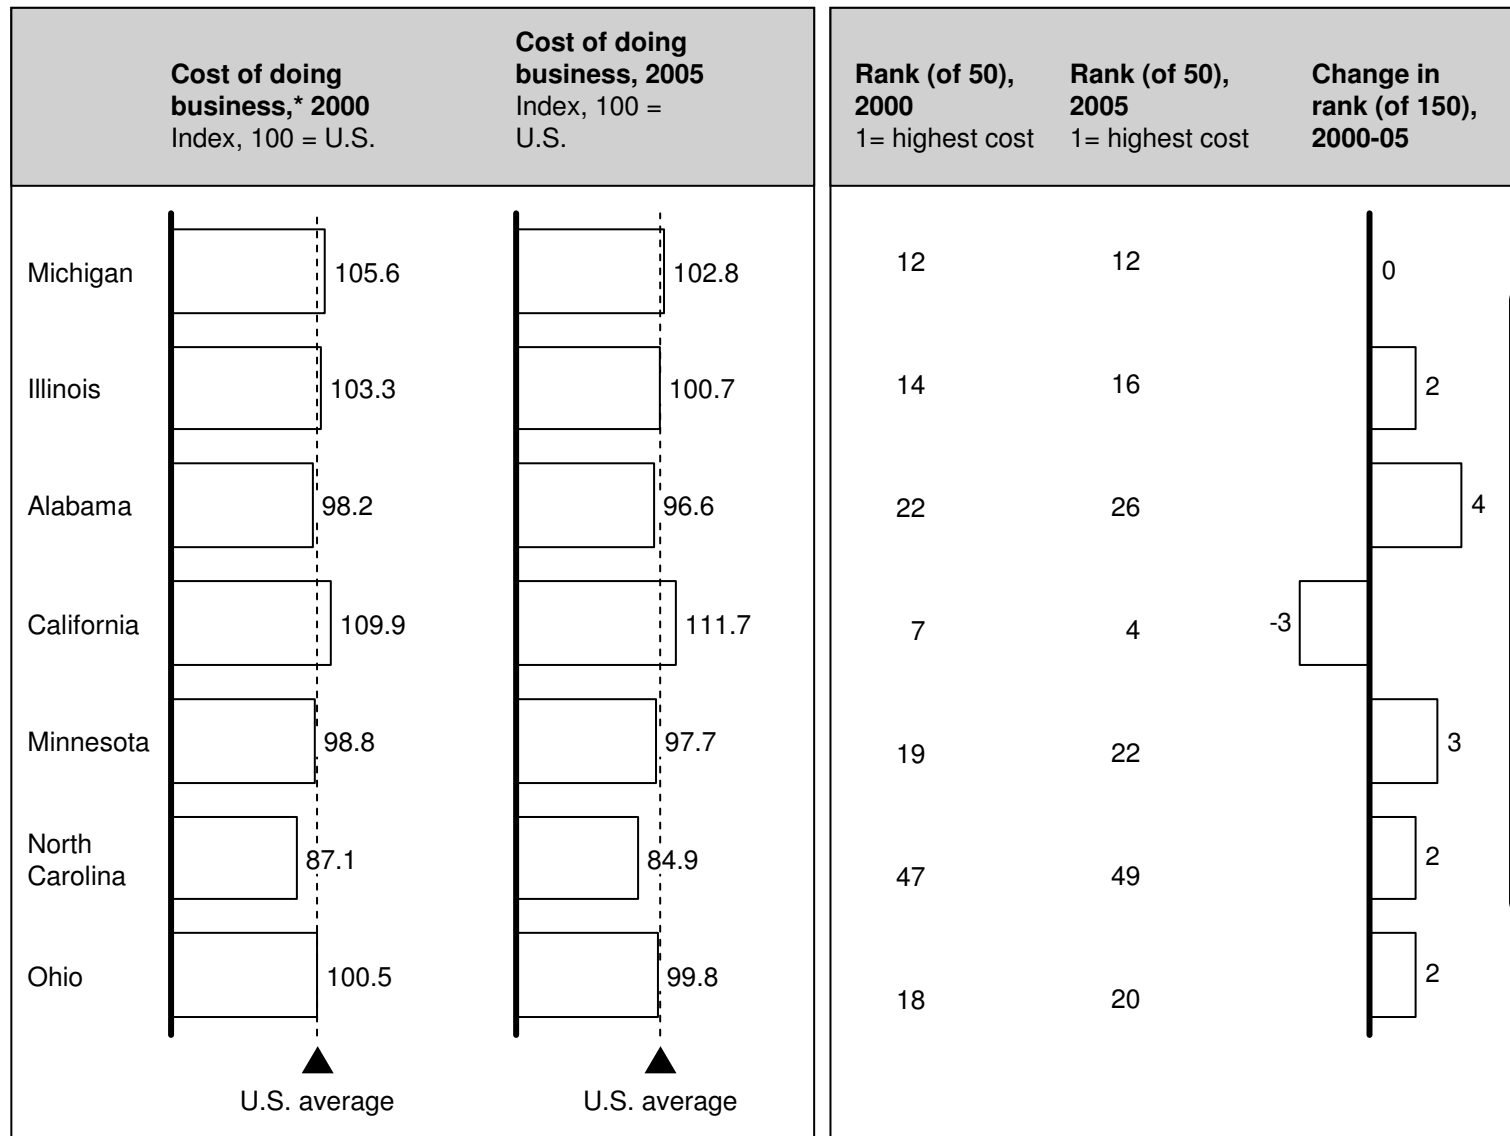 Cost of doing
business,* 2000
Index, 100 = U.S.
Cost of doing
business, 2005
Index, 100 =
U.S.
Rank (of 50),
2000
1= highest cost
Rank (of 50),
2005
1= highest cost
Change in
rank (of 150),
2000-05
Michigan 105.6 102.8 12 12 0
Illinois 103.3 100.7 14 16 2
Alabama 98.2 96.6 22 26 4
California 109.9 111.7 7 4 -3
Minnesota 98.8 97.7 19 22 3
North
Carolina 87.1 84.9 47 49 2
Ohio 100.5 99.8 18 20 2
U.S. average U.S. average